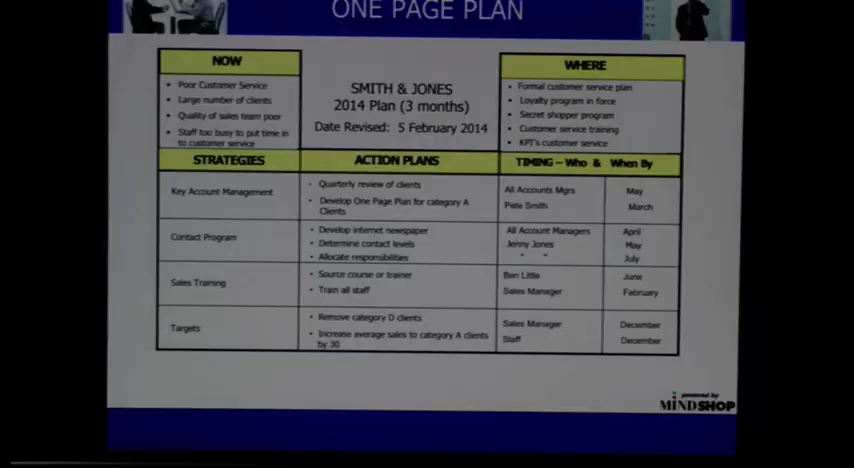 ONE PAGE PLAN
NOW
• Poor Customer Service
• Large number of clients
• Quality of sales team poor
• Staff too busy to put time in
to customer service
SMITH & JONES
2014 Plan (3 months)
Date Revised: 5 February 2014
WHERE
• Formal customer service plan
• Loyalty program in force
• Secret shopper program
• Customer service training
• KPI's customer service
STRATEGIES ACTION PLANS TIMING – Who & When By
Key Account Management
• Quarterly review of clients
• Develop One Page Plan for category A
Clients
All Accounts Mgrs May
Pete Smith March
Contact Program
• Develop internet newspaper
• Determine contact levels
• Allocate responsibilities
All Account Managers April
Jenny Jones May
" " July
Sales Training
• Source course or trainer
• Train all staff
Ben Little June
Sales Manager February
Targets
• Remove category D clients
• Increase average sales to category A clients
by 30
Sales Manager December
Staff December
powered by
MINDSHOP